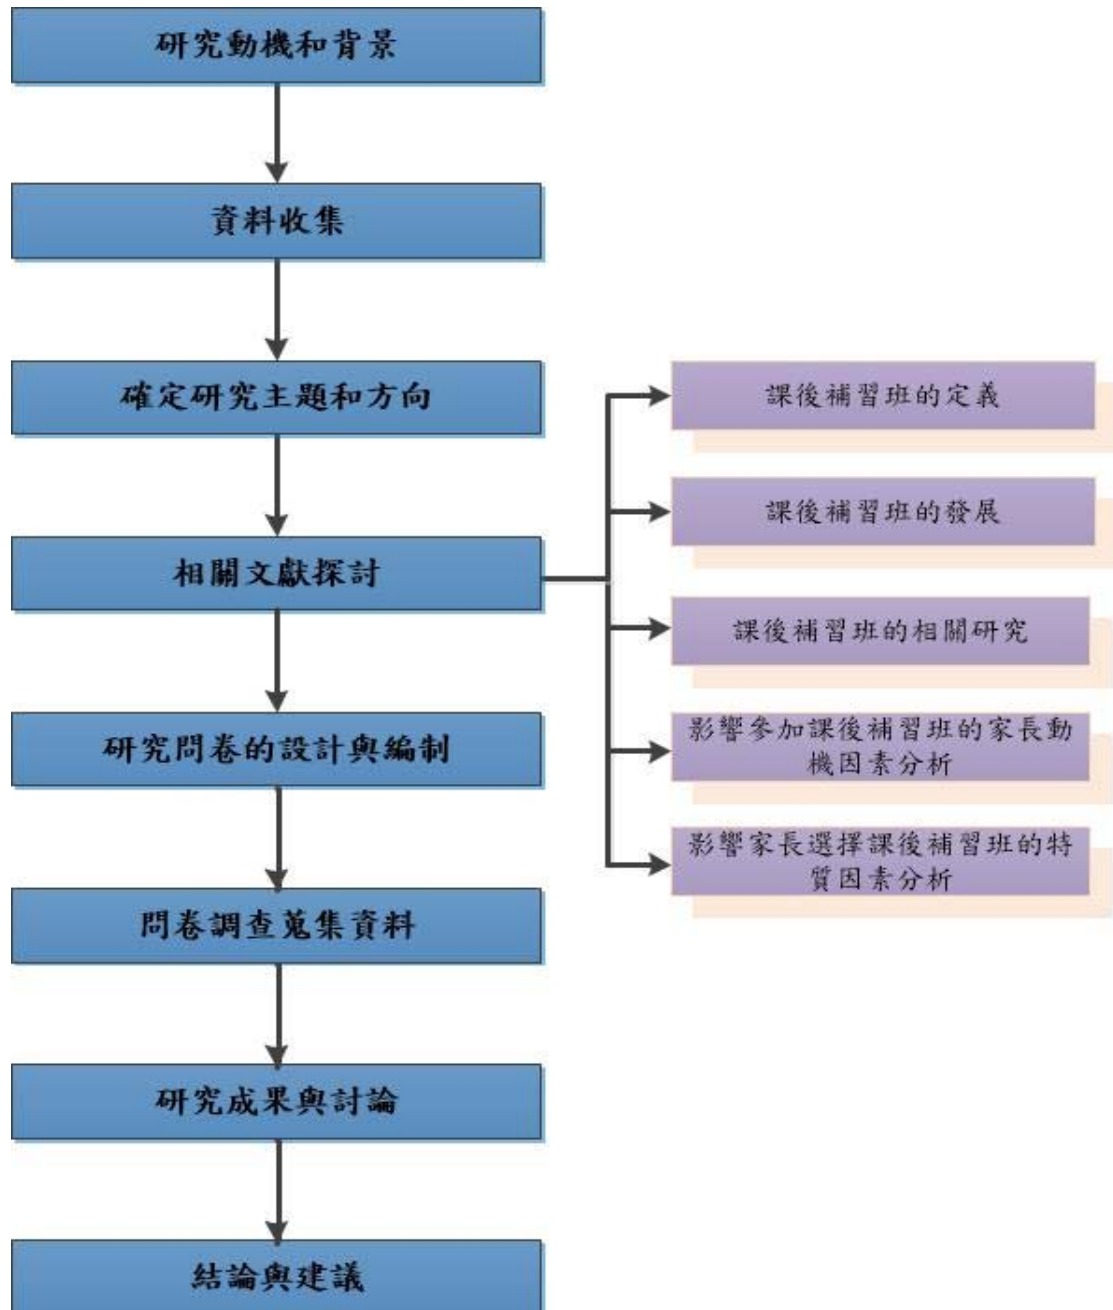 研究動機和背景
資料收集
確定研究主題和方向
相關文獻探討
研究問卷的設計與編制
問卷調查蒐集資料
研究成果與討論
結論與建議
課後補習班的定義
課後補習班的發展
課後補習班的相關研究
影響參加課後補習班的家長動
機因素分析
影響家長選擇課後補習班的特
質因素分析